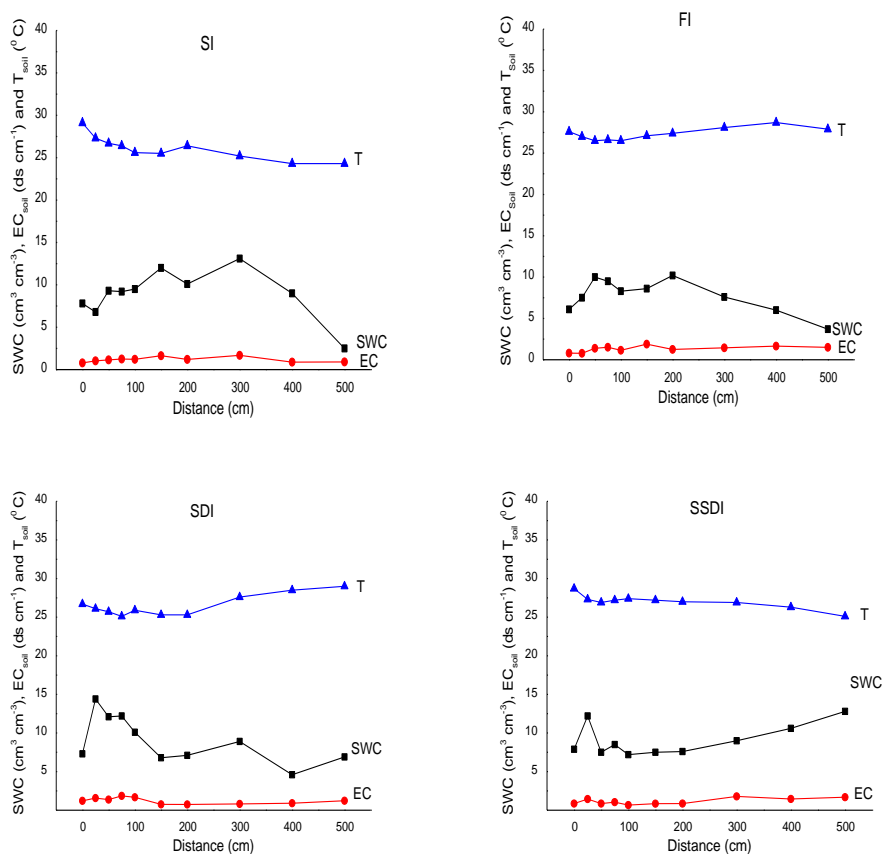 SI
SWC (cm³ cm⁻³), EC_soil (ds cm⁻¹) and T_soil (⁰C)
40
35
30
25
20
15
10
5
0
T
SWC
EC
0 100 200 300 400 500
Distance (cm)
FI
SWC (cm³ cm⁻³), EC_Soil (ds cm⁻¹) and T_Soil (⁰C)
40
35
30
25
20
15
10
5
0
T
SWC
EC
0 100 200 300 400 500
Distance (cm)
SDI
SWC (cm³ cm⁻³), EC_soil (ds cm⁻¹) and T_soil (⁰C)
40
35
30
25
20
15
10
5
T
SWC
EC
0 100 200 300 400 500
Distance (cm)
SSDI
SWC (cm³ cm⁻³), EC_soil (ds cm⁻¹) and T_soil (⁰C)
40
35
30
25
20
15
10
5
T
SWC
EC
0 100 200 300 400 500
Distance (cm)